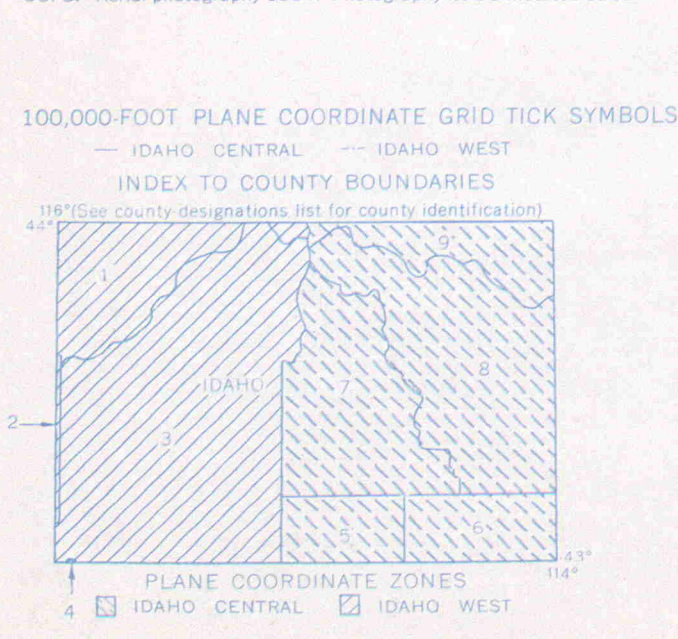 100,000-FOOT PLANE COORDINATE GRID TICK SYMBOLS
IDAHO CENTRAL IDAHO WEST
INDEX TO COUNTY BOUNDARIES
116° (See county designations list for county identification)
44°
9
1
8
IDAHO
7
2
3
5
6
43°
114°
PLANE COORDINATE ZONES
4 IDAHO CENTRAL IDAHO WEST